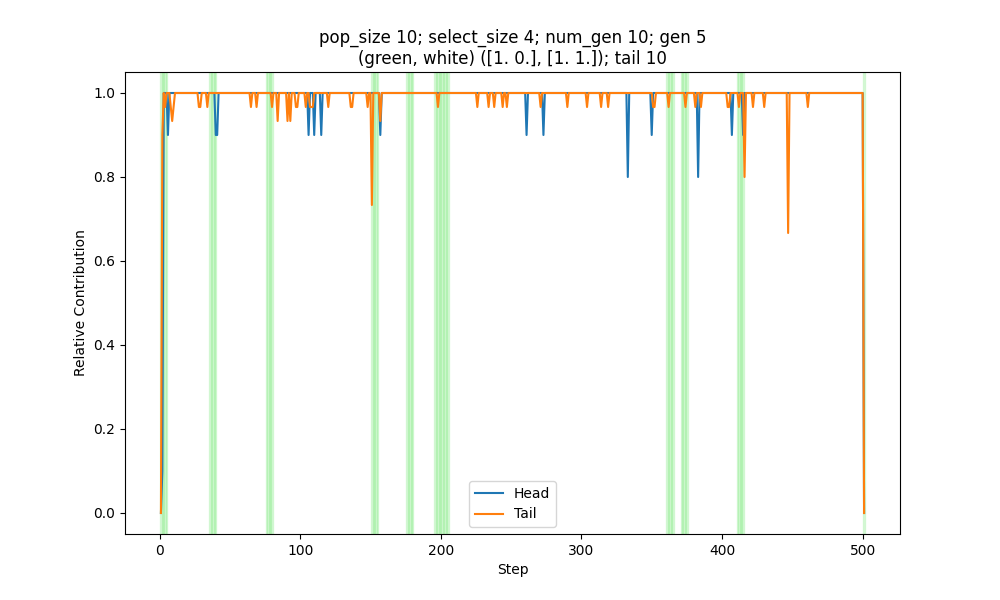 pop_size 10; select_size 4; num_gen 10; gen 5
(green, white) ([1. 0.], [1. 1.]); tail 10
1.0
0.8
0.6
0.4
0.2
0.0
Relative Contribution
Head
Tail
0
100
200
300
400
500
Step